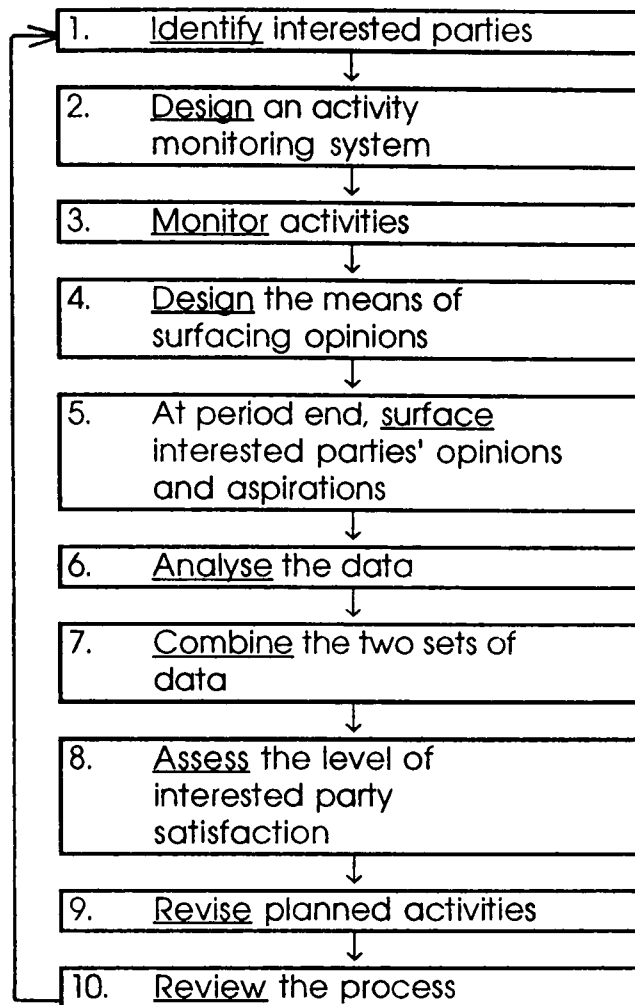 1. Identify interested parties
2. Design an activity
monitoring system
3. Monitor activities
4. Design the means of
surfacing opinions
5. At period end, surface
interested parties' opinions
and aspirations
6. Analyse the data
7. Combine the two sets of
data
8. Assess the level of
interested party
satisfaction
9. Revise planned activities
10. Review the process